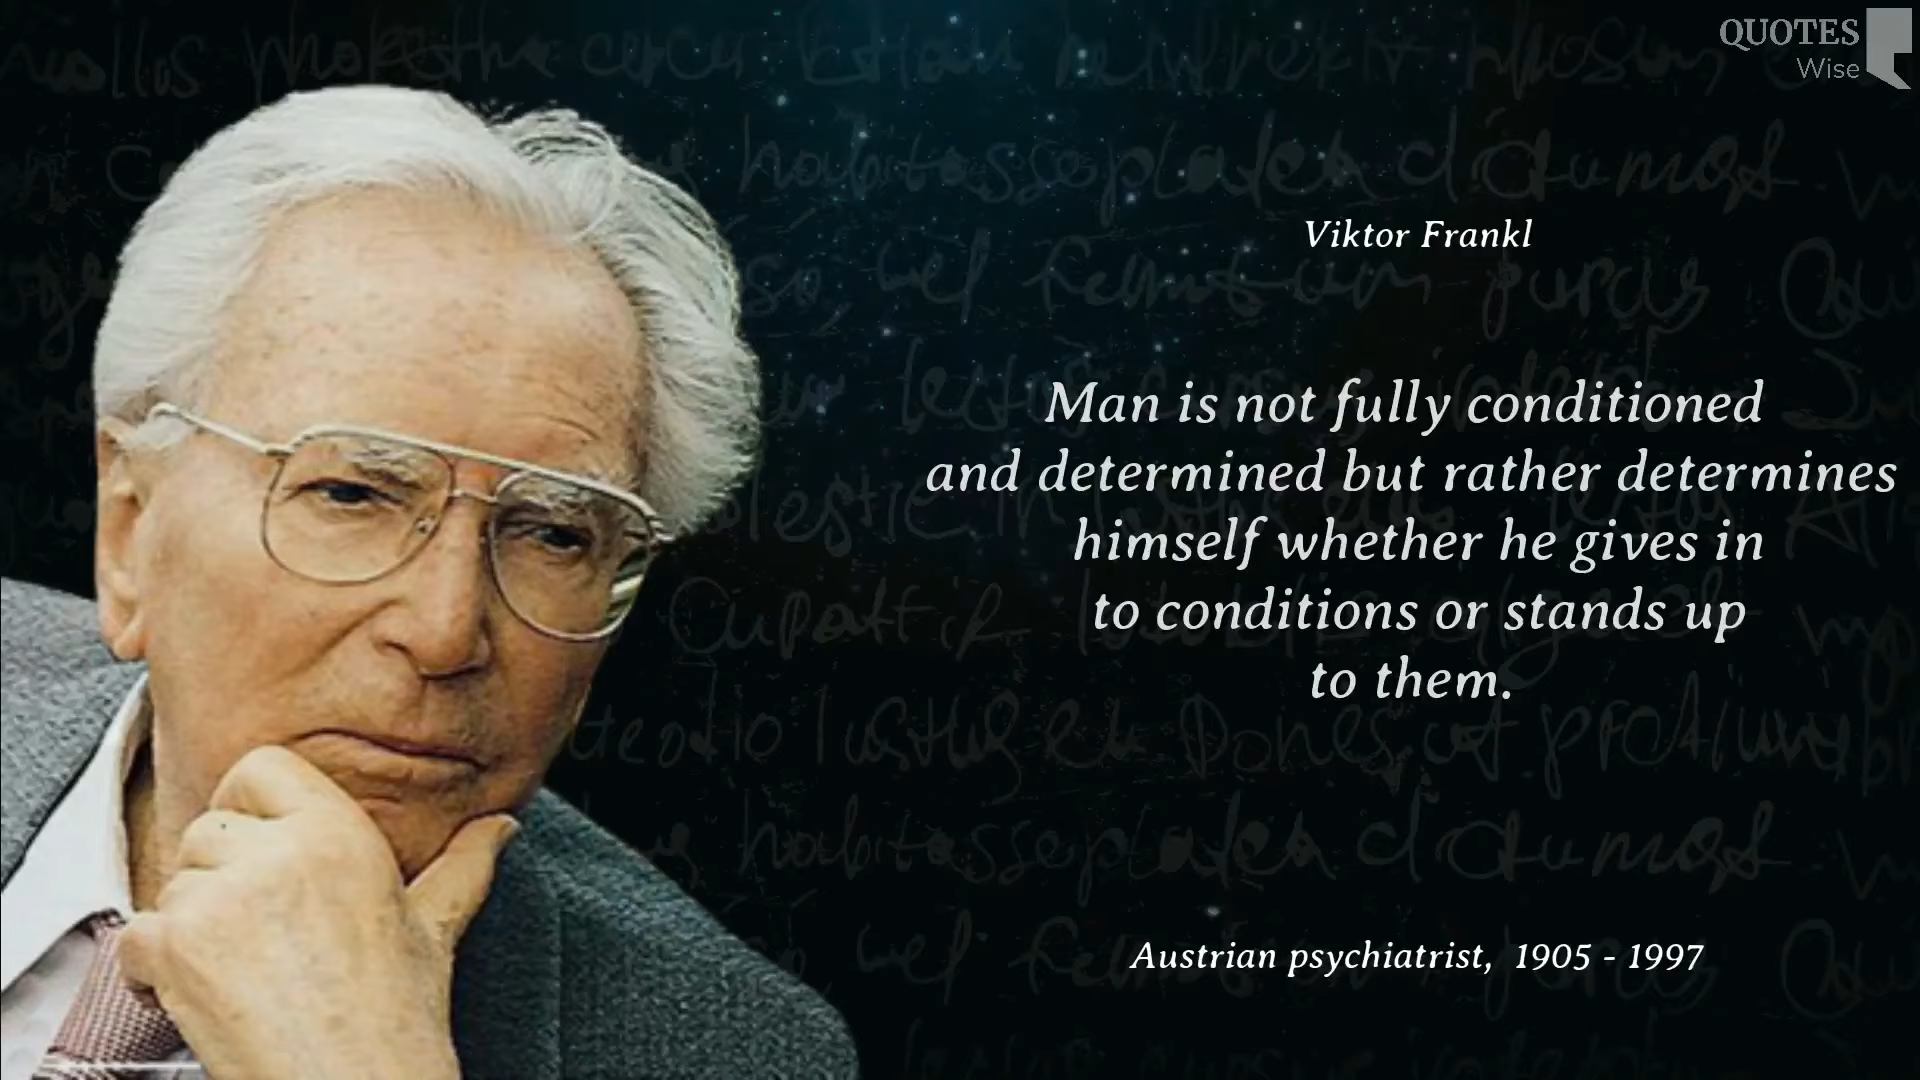 QUOTES
Wise
Viktor Frankl
Man is not fully conditioned
and determined but rather determines
himself whether he gives in
to conditions or stands up
to them.
Austrian psychiatrist, 1905 - 1997